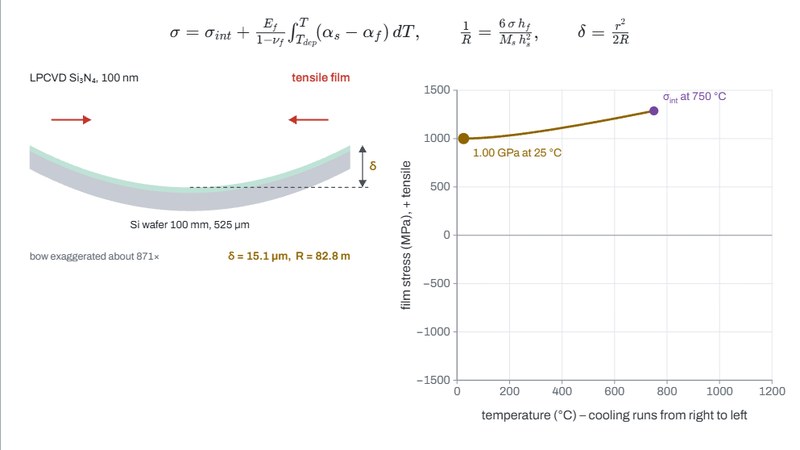 σ = σ_int + E_f/(1−ν_f) ∫_{T_dep}^{T} (α_s − α_f) dT,    1/R = 6 σ h_f / M_s h_s²,    δ = r²/2R
LPCVD Si₃N₄, 100 nm
tensile film
δ
Si wafer 100 mm, 525 μm
bow exaggerated about 871×
δ = 15.1 μm, R = 82.8 m
film stress (MPa), + tensile
1500
1000
500
0
−500
−1000
−1500
σ_int at 750 °C
1.00 GPa at 25 °C
0 200 400 600 800 1000 1200
temperature (°C) – cooling runs from right to left